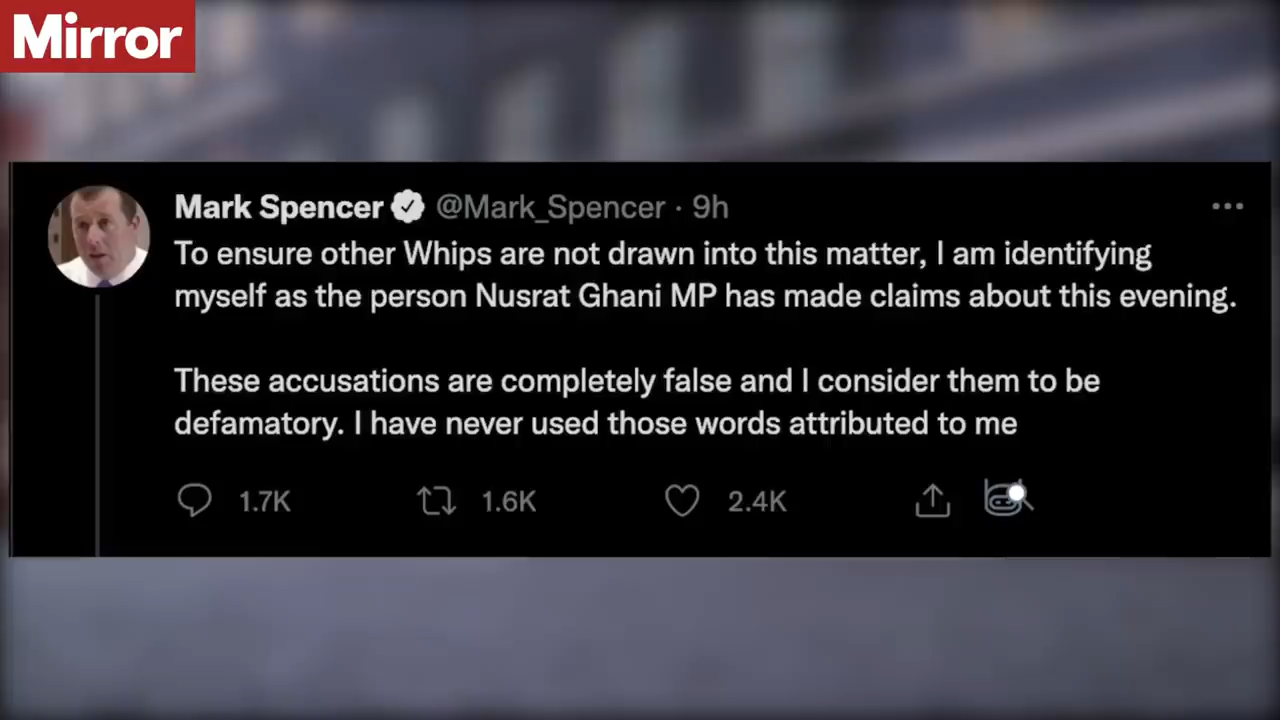 Mirror
Mark Spencer @Mark_Spencer · 9h
To ensure other Whips are not drawn into this matter, I am identifying
myself as the person Nusrat Ghani MP has made claims about this evening.
These accusations are completely false and I consider them to be
defamatory. I have never used those words attributed to me
1.7K 1.6K 2.4K